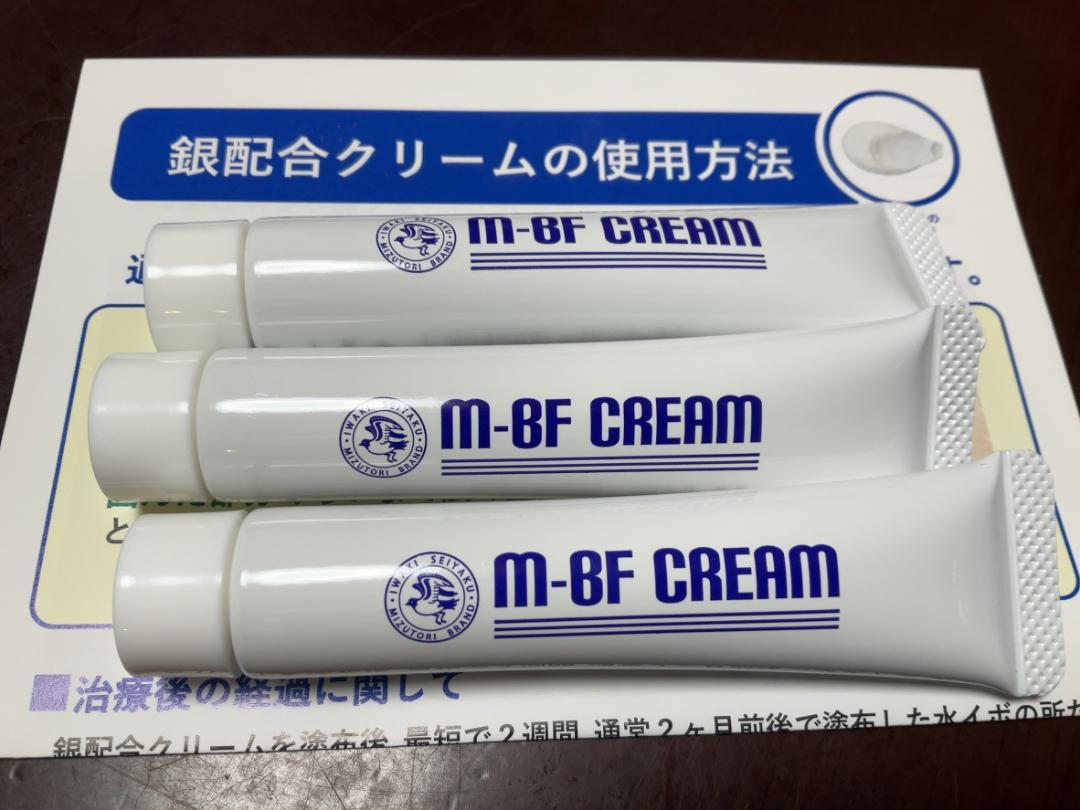 銀配合クリームの使用方法
IWAKI SEIYAKU
MIZUTORI BRAND
M-BF CREAM
IWAKI SEIYAKU
MIZUTORI BRAND
M-BF CREAM
IWAKI SEIYAKU
MIZUTORI BRAND
M-BF CREAM
と
治療後の経過に関して
銀配合クリームを塗布後、最短で2週間、通常2ヶ月前後で塗布した水イボの所